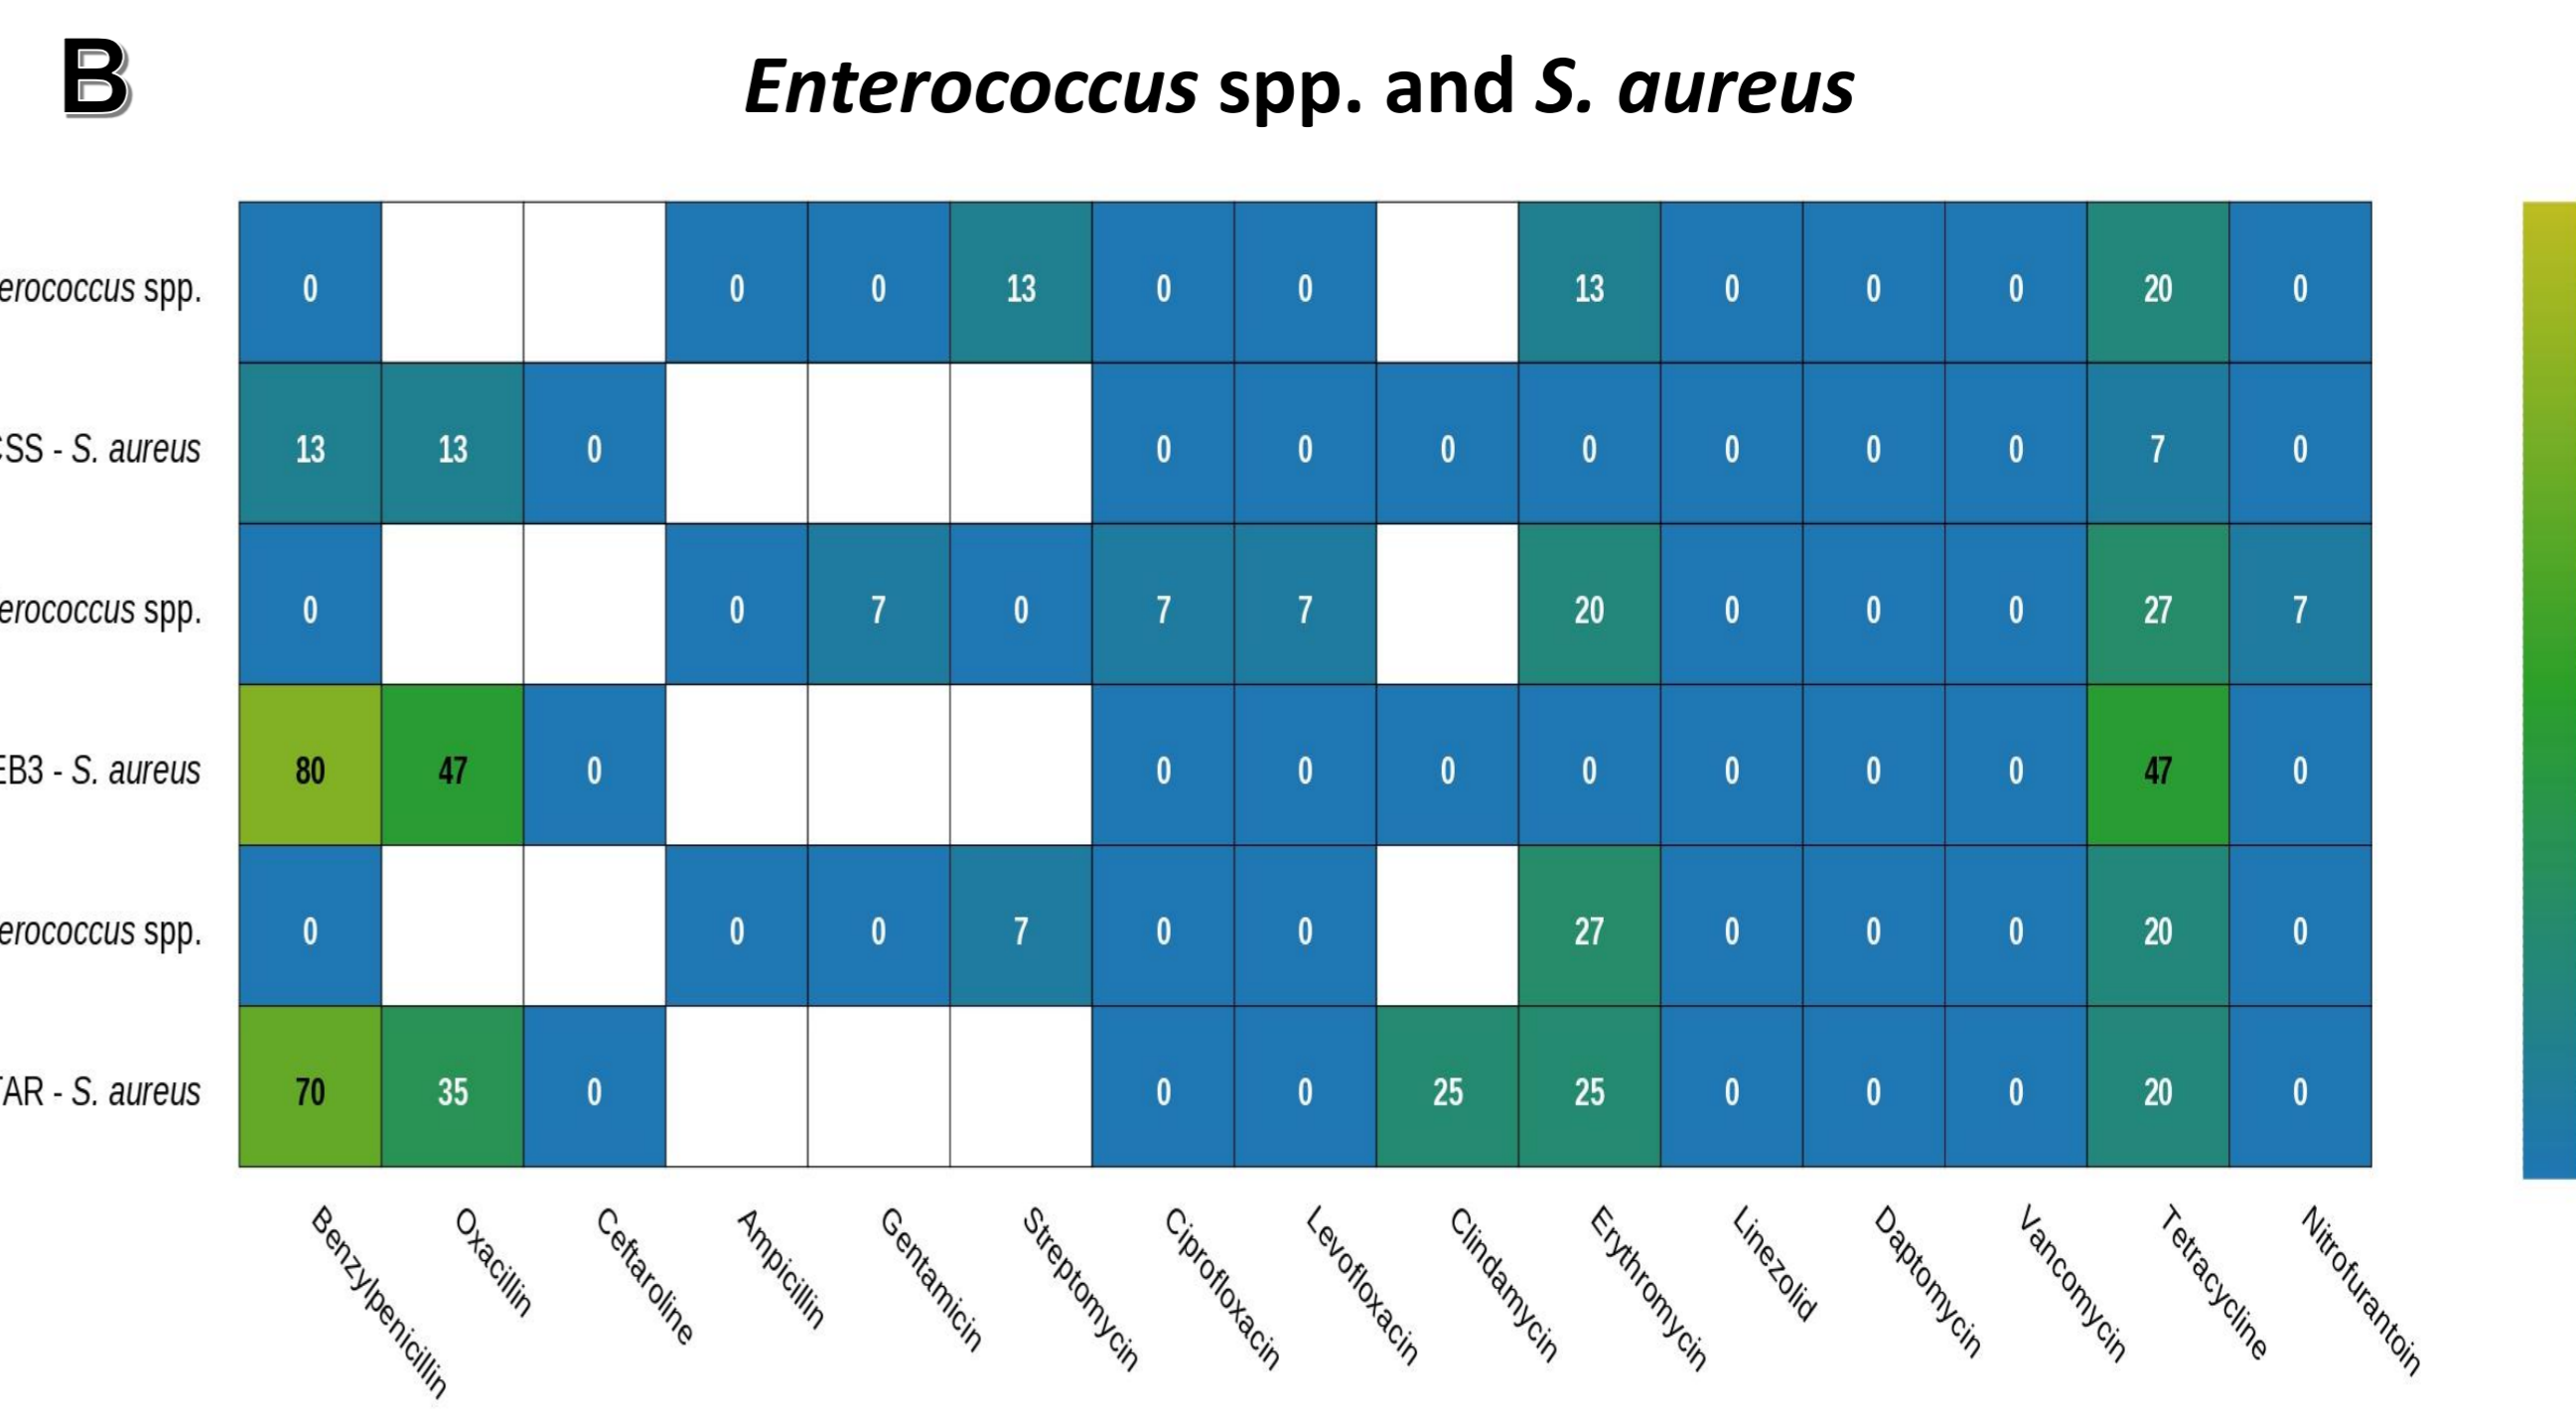 B
Enterococcus spp. and S. aureus
erococcus spp. 0 0 0 13 0 0 13 0 0 0 20 0
SS - S. aureus 13 13 0 0 0 0 0 0 0 0 7 0
erococcus spp. 0 0 7 0 7 7 20 0 0 0 27 7
EB3 - S. aureus 80 47 0 0 0 0 0 0 0 0 47 0
erococcus spp. 0 0 0 7 0 0 27 0 0 0 20 0
AR - S. aureus 70 35 0 0 0 25 25 0 0 0 20 0
Benzylpenicillin
Oxacillin
Ceftaroline
Ampicillin
Gentamicin
Streptomycin
Ciprofloxacin
Levofloxacin
Clindamycin
Erythromycin
Linezolid
Daptomycin
Vancomycin
Tetracycline
Nitrofurantoin